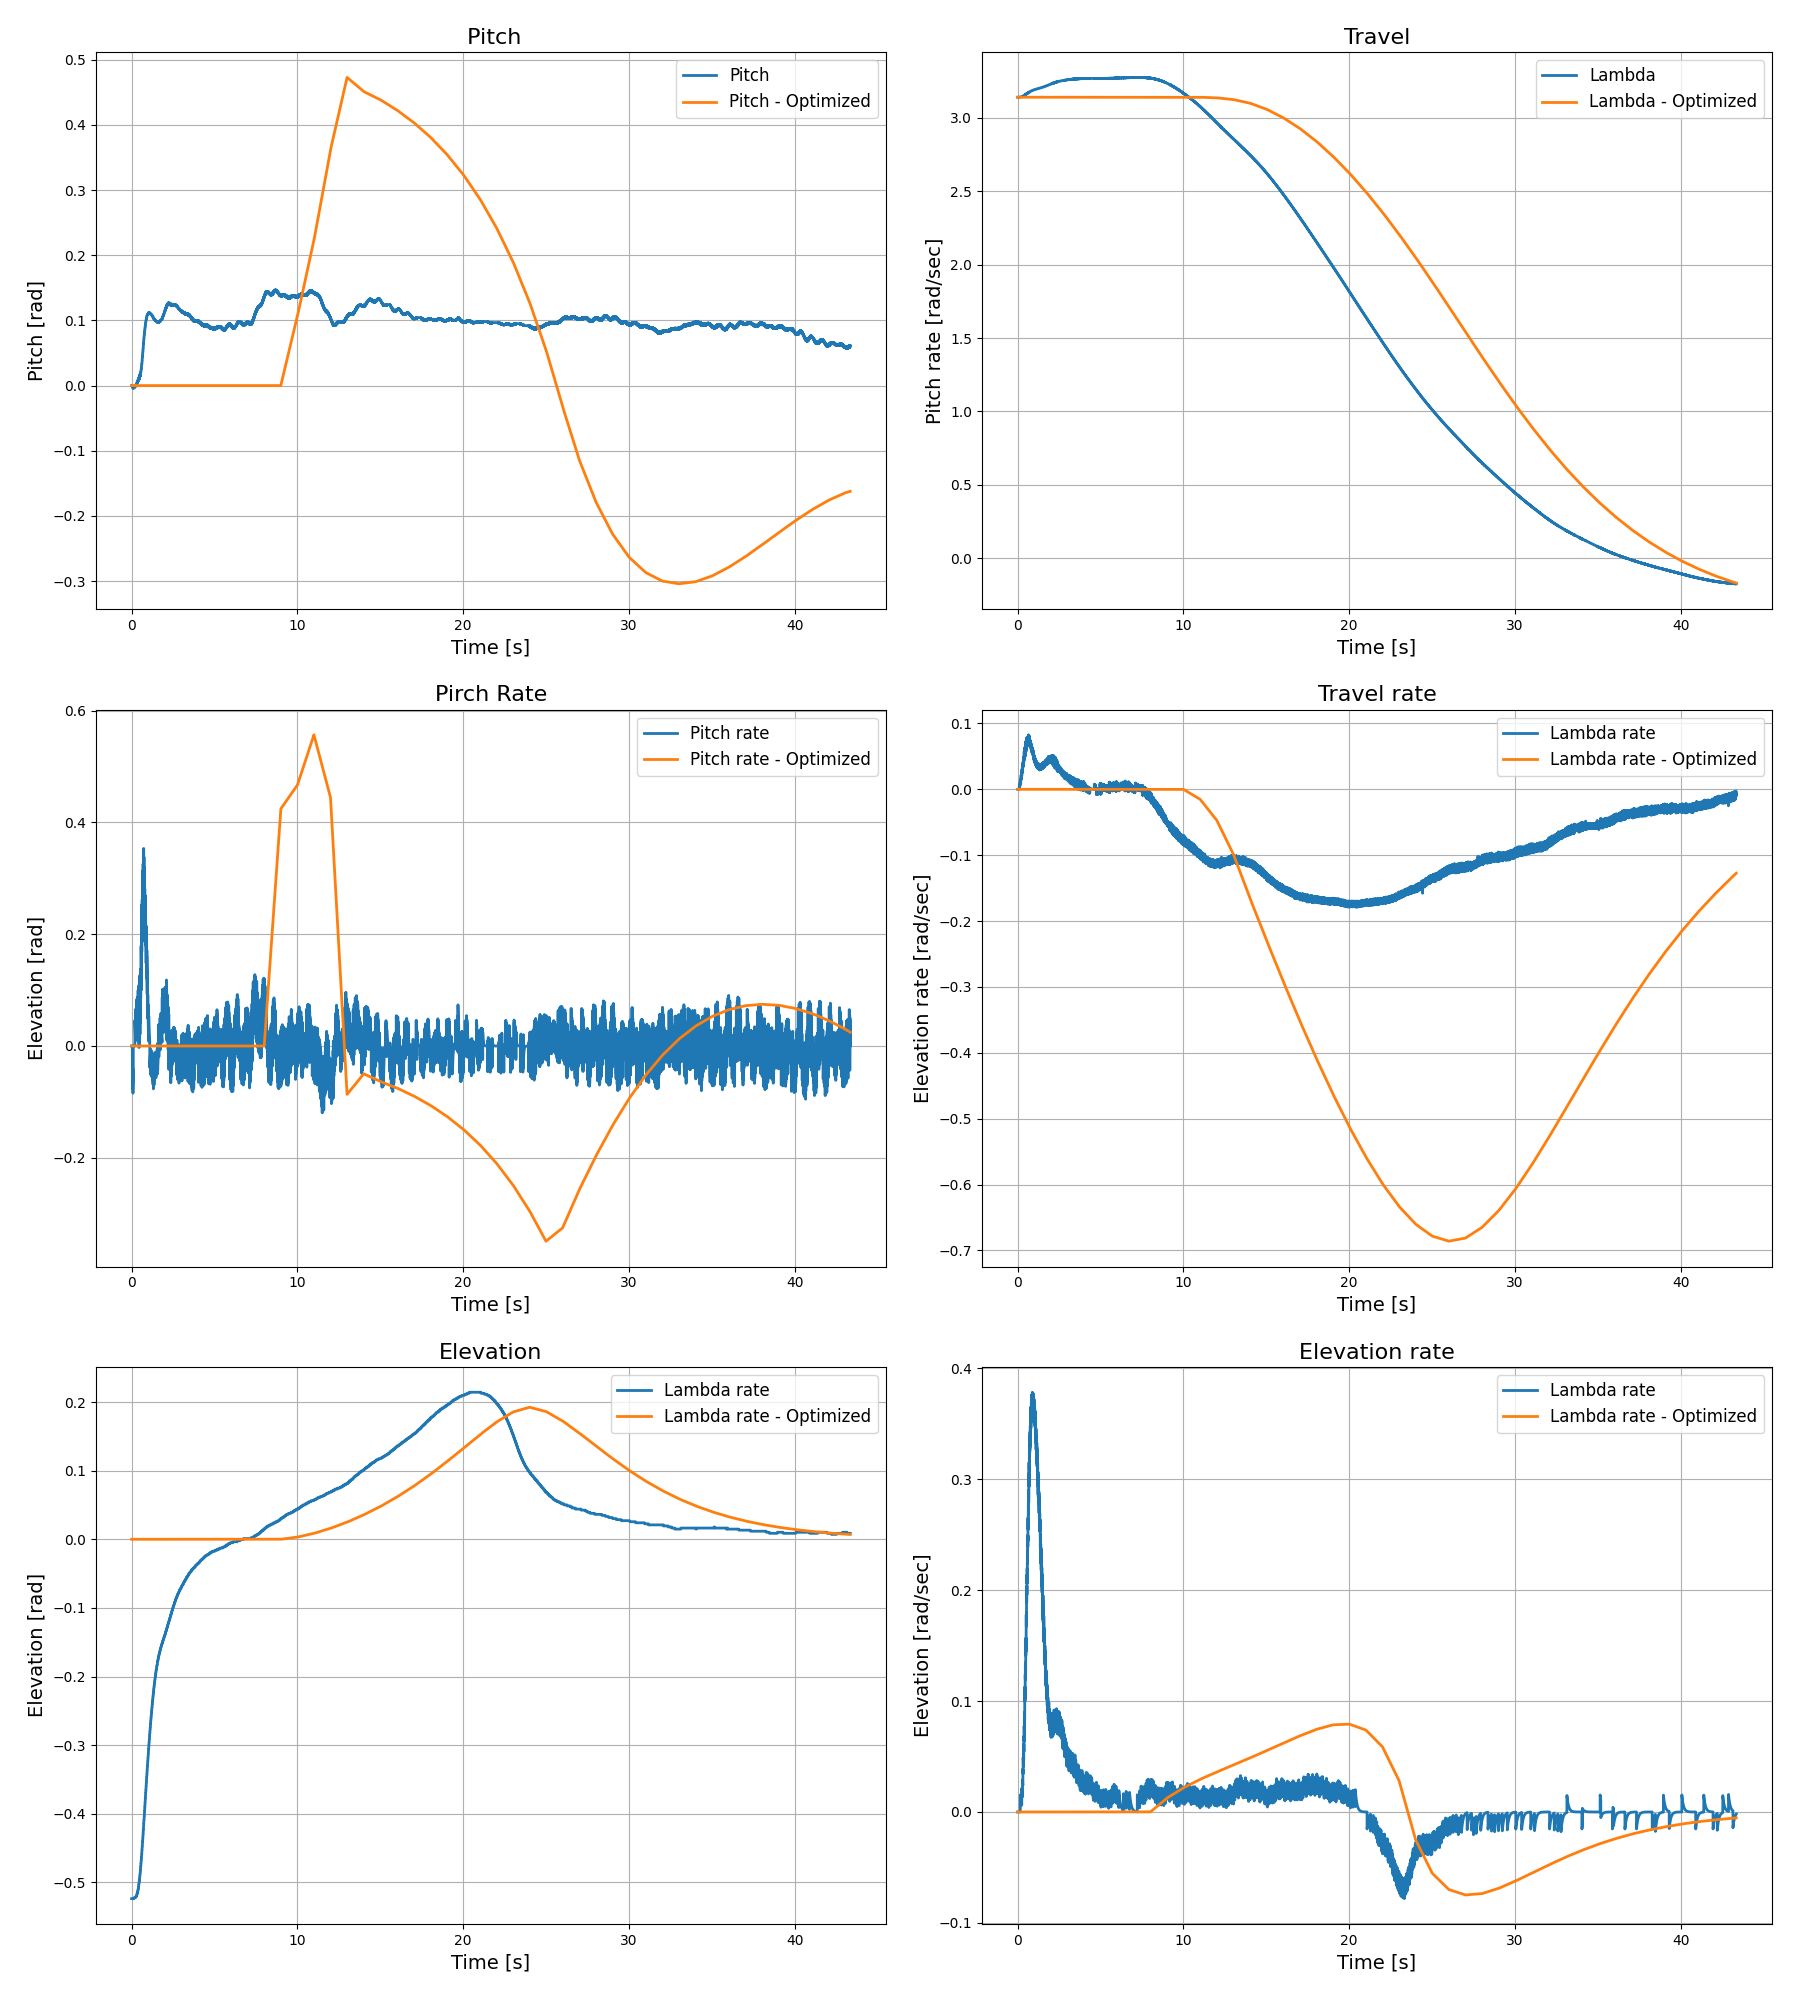 Pitch
Pitch
Pitch - Optimized
Pitch [rad]
0.5
0.4
0.3
0.2
0.1
0.0
−0.1
−0.2
−0.3
0 10 20 30 40
Time [s]
Travel
Lambda
Lambda - Optimized
Pitch rate [rad/sec]
3.0
2.5
2.0
1.5
1.0
0.5
0.0
0 10 20 30 40
Time [s]
Pirch Rate
Pitch rate
Pitch rate - Optimized
Elevation [rad]
0.6
0.4
0.2
0.0
−0.2
0 10 20 30 40
Time [s]
Travel rate
Lambda rate
Lambda rate - Optimized
Elevation rate [rad/sec]
0.1
0.0
−0.1
−0.2
−0.3
−0.4
−0.5
−0.6
−0.7
0 10 20 30 40
Time [s]
Elevation
Lambda rate
Lambda rate - Optimized
Elevation [rad]
0.2
0.1
0.0
−0.1
−0.2
−0.3
−0.4
−0.5
0 10 20 30 40
Time [s]
Elevation rate
Lambda rate
Lambda rate - Optimized
Elevation [rad/sec]
0.4
0.3
0.2
0.1
0.0
−0.1
0 10 20 30 40
Time [s]